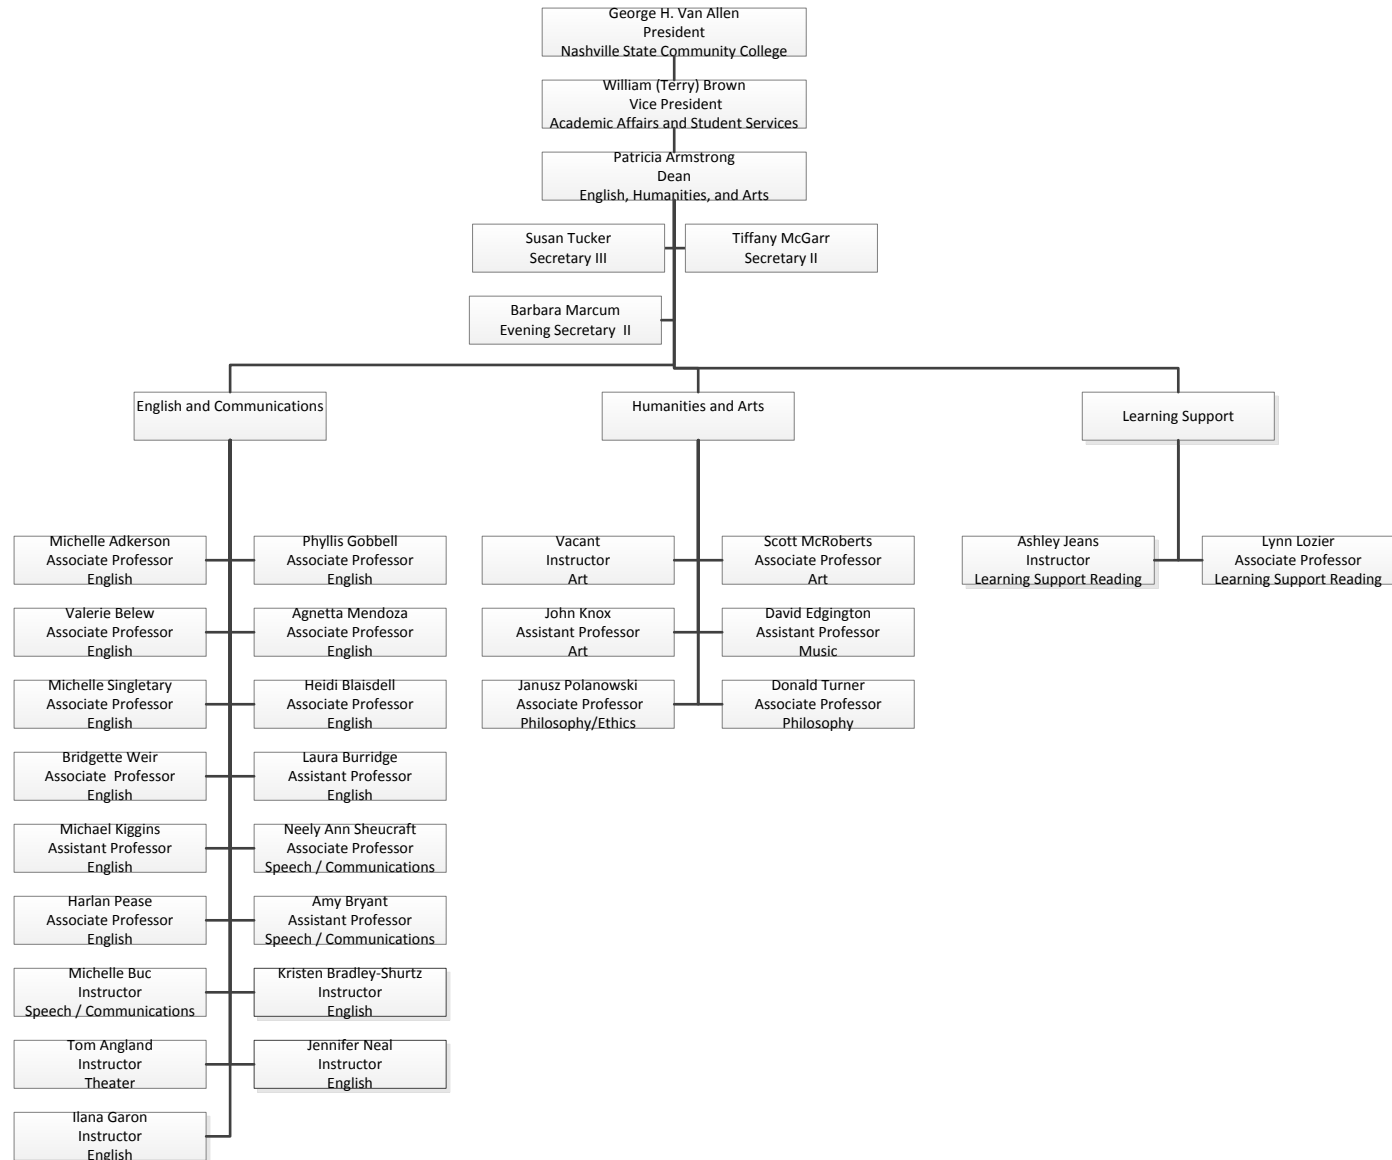 George H. Van Allen
President
Nashville State Community College
William (Terry) Brown
Vice President
Academic Affairs and Student Services
Patricia Armstrong
Dean
English, Humanities, and Arts
Susan Tucker
Secretary III
Tiffany McGarr
Secretary II
Barbara Marcum
Evening Secretary  II
English and Communications
Humanities and Arts
Learning Support
Michelle Adkerson
Associate Professor
English
Phyllis Gobbell
Associate Professor
English
Valerie Belew
Associate Professor
English
Agnetta Mendoza
Associate Professor
English
Michelle Singletary
Associate Professor
English
Heidi Blaisdell
Associate Professor
English
Bridgette Weir
Associate  Professor
English
Laura Burridge
Assistant Professor
English
Michael Kiggins
Assistant Professor
English
Neely Ann Sheucraft
Associate Professor
Speech / Communications
Harlan Pease
Associate Professor
English
Amy Bryant
Assistant Professor
Speech / Communications
Michelle Buc
Instructor
Speech / Communications
Kristen Bradley-Shurtz
Instructor
English
Tom Angland
Instructor
Theater
Jennifer Neal
Instructor
English
Ilana Garon
Instructor
English
Vacant
Instructor
Art
Scott McRoberts
Associate Professor
Art
John Knox
Assistant Professor
Art
David Edgington
Assistant Professor
Music
Janusz Polanowski
Associate Professor
Philosophy/Ethics
Donald Turner
Associate Professor
Philosophy
Ashley Jeans
Instructor
Learning Support Reading
Lynn Lozier
Associate Professor
Learning Support Reading